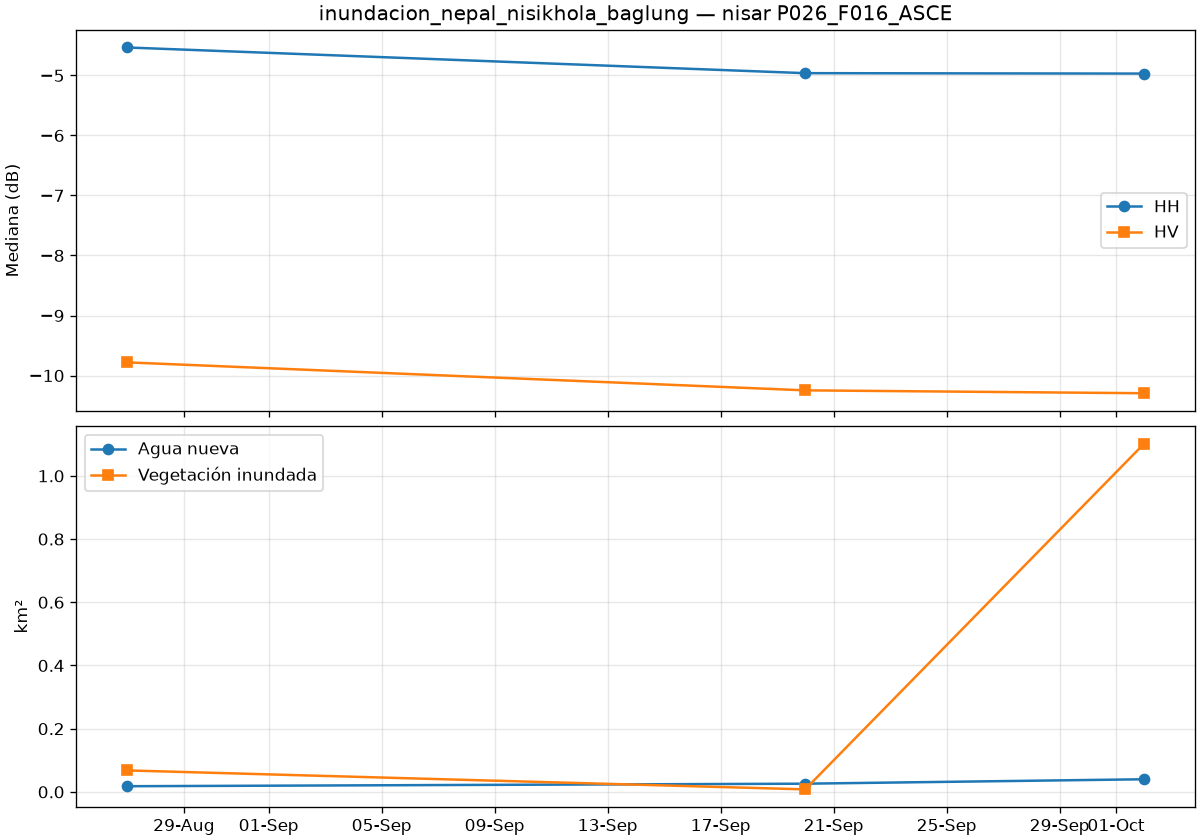 inundacion_nepal_nisikhola_baglung — nisar P026_F016_ASCE
Mediana (dB)
−5
−6
−7
−8
−9
−10
HH
HV
km²
1.0
0.8
0.6
0.4
0.2
0.0
Agua nueva
Vegetación inundada
29-Aug 01-Sep 05-Sep 09-Sep 13-Sep 17-Sep 21-Sep 25-Sep 29-Sep 01-Oct